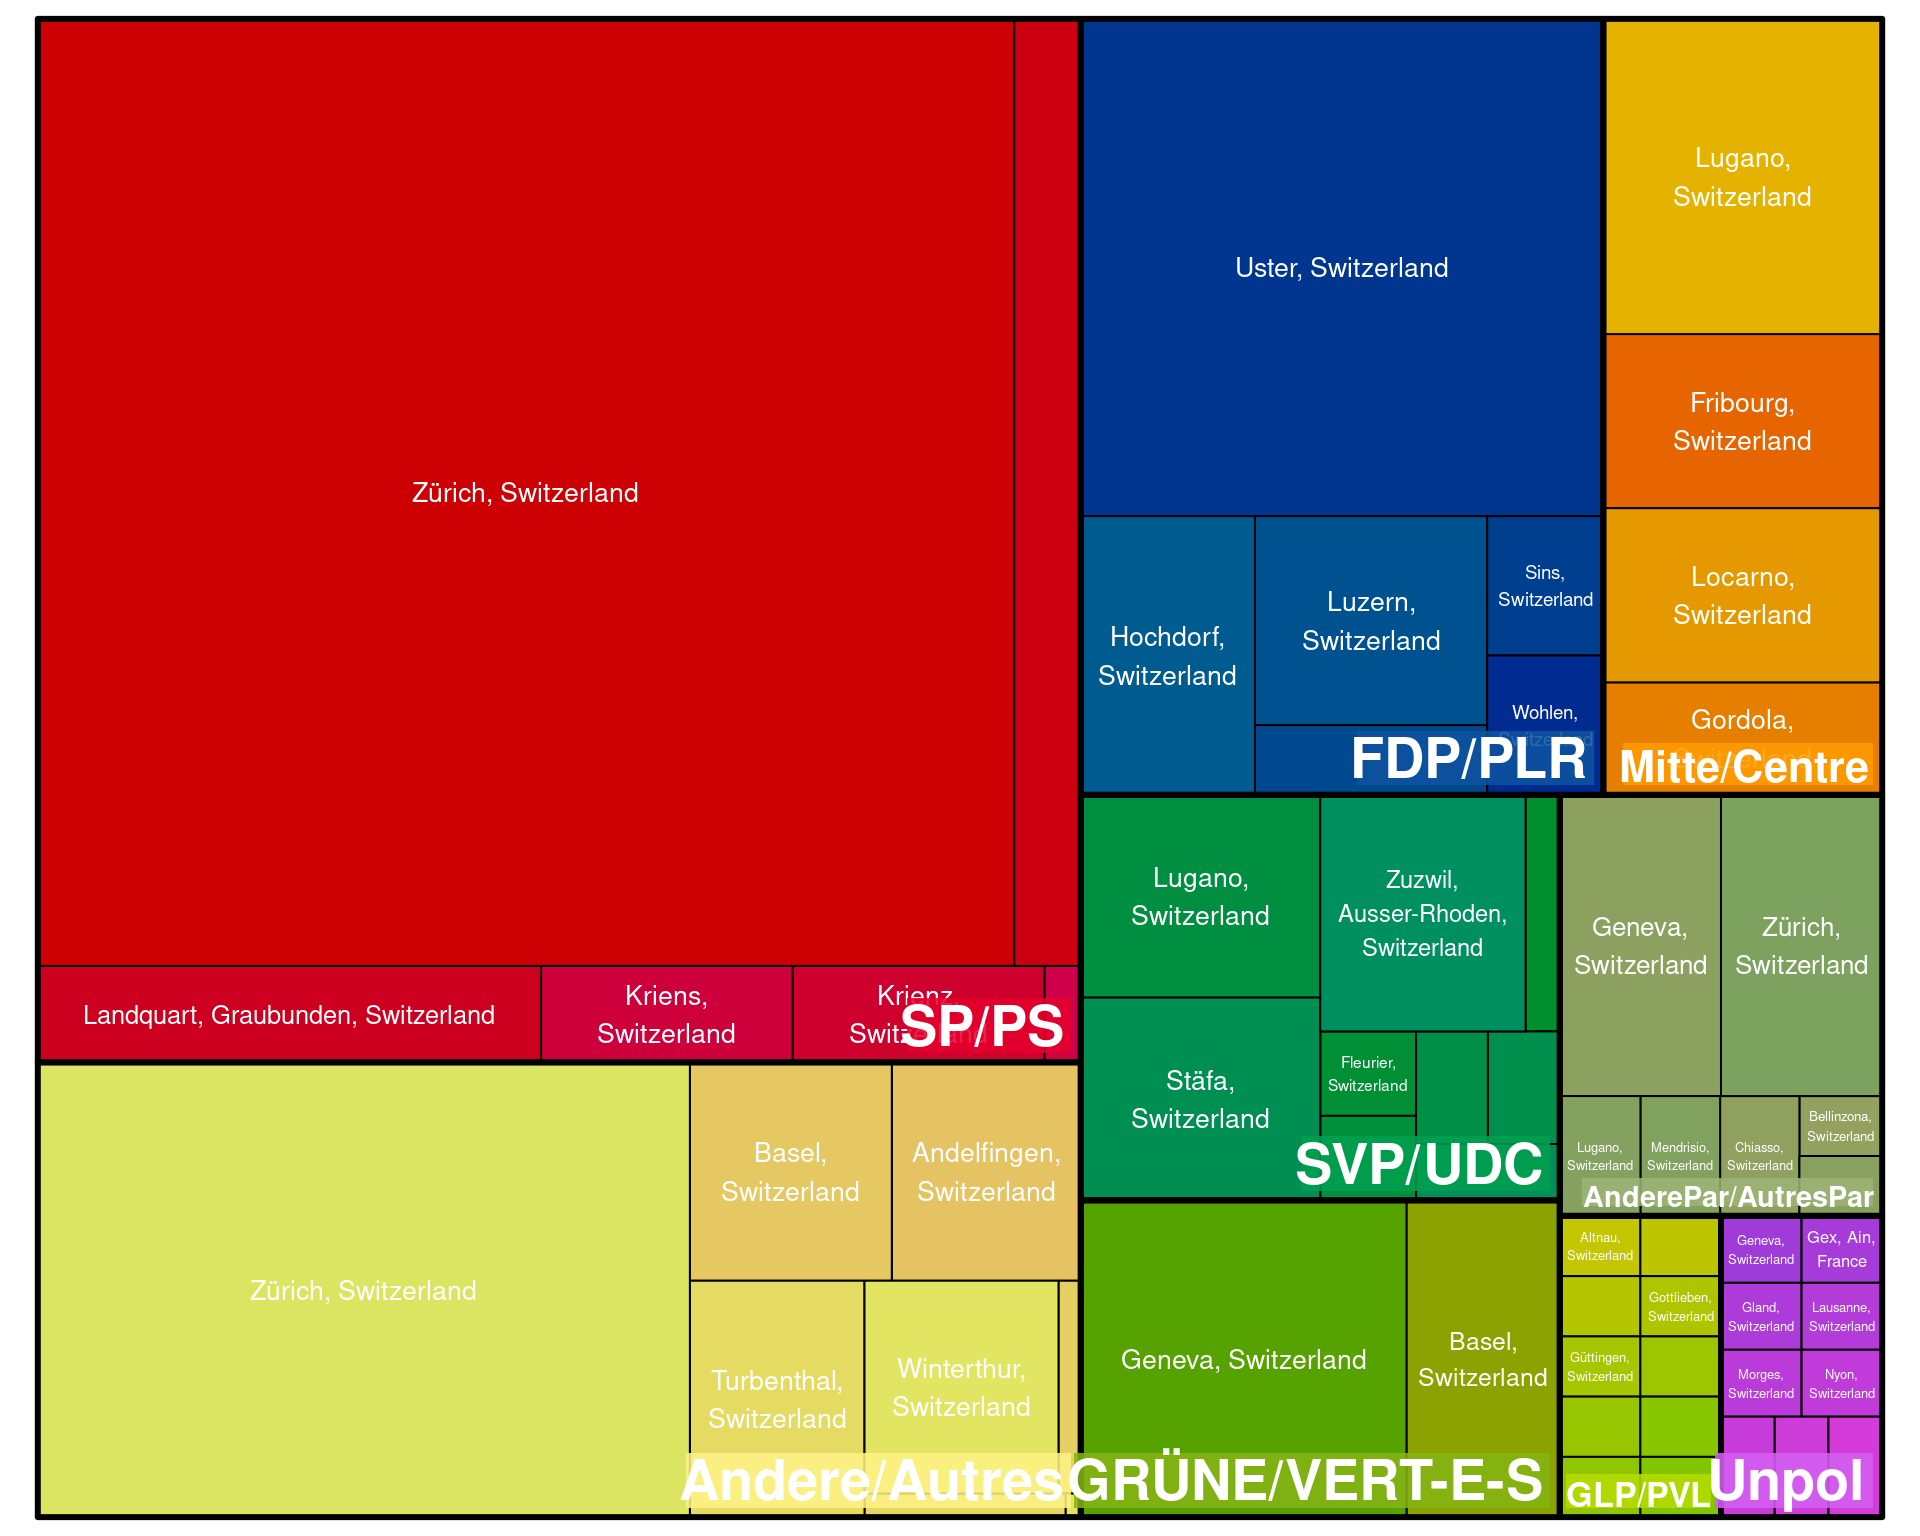 Zürich, Switzerland
Landquart, Graubunden, Switzerland
Kriens,
Switzerland
Krienz,
Switzerland
SP/PS
Zürich, Switzerland
Basel,
Switzerland
Andelfingen,
Switzerland
Turbenthal,
Switzerland
Winterthur,
Switzerland
Andere/Autres
Uster, Switzerland
Hochdorf,
Switzerland
Luzern,
Switzerland
Sins,
Switzerland
Wohlen,
Switzerland
FDP/PLR
Lugano,
Switzerland
Fribourg,
Switzerland
Locarno,
Switzerland
Gordola,
Switzerland
Mitte/Centre
Lugano,
Switzerland
Zuzwil,
Ausser-Rhoden,
Switzerland
Stäfa,
Switzerland
Fleurier,
Switzerland
SVP/UDC
Geneva, Switzerland
Basel,
Switzerland
GRÜNE/VERT-E-S
Geneva,
Switzerland
Zürich,
Switzerland
Lugano,
Switzerland
Mendrisio,
Switzerland
Chiasso,
Switzerland
Bellinzona,
Switzerland
AnderePar/AutresPar
Altnau,
Switzerland
Gottlieben,
Switzerland
Güttingen,
Switzerland
GLP/PVL
Geneva,
Switzerland
Gex, Ain,
France
Gland,
Switzerland
Lausanne,
Switzerland
Morges,
Switzerland
Nyon,
Switzerland
Unpol